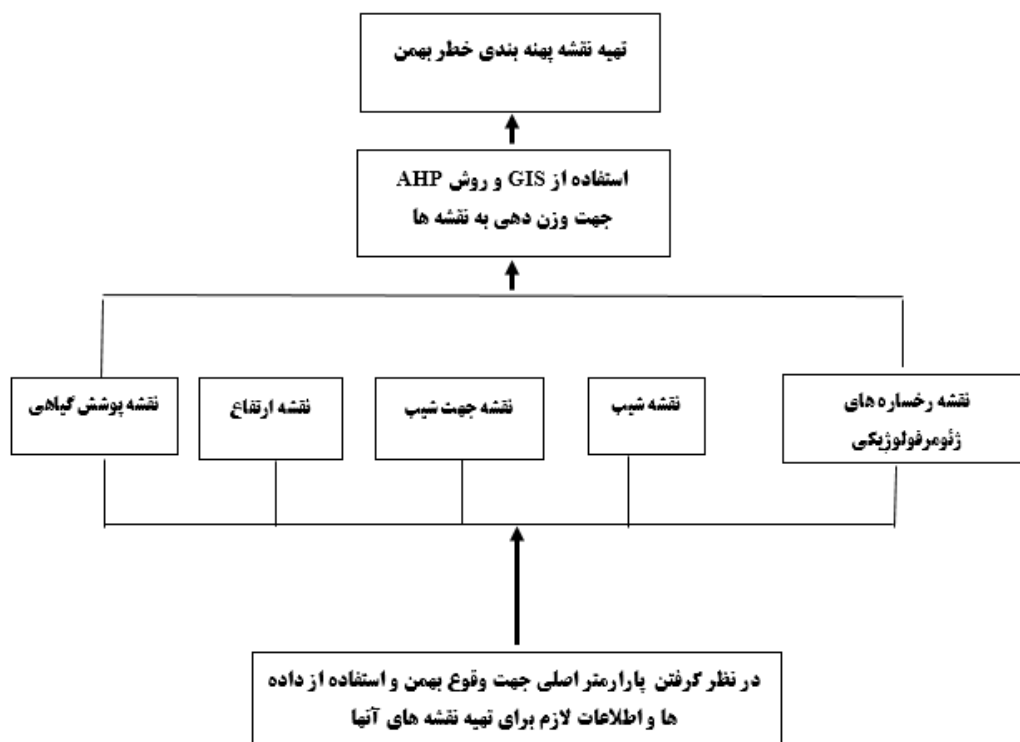 تهیه نقشه پهنه بندی خطر بهمن
استفاده از GIS و روش AHP
جهت وزن دهی به نقشه ها
نقشه رخساره های
ژئومرفولوژیکی
نقشه شیب
نقشه جهت شیب
نقشه ارتفاع
نقشه پوشش گیاهی
در نظر گرفتن پارارمتر اصلی جهت وقوع بهمن و استفاده از داده
ها و اطلاعات لازم برای تهیه نقشه های آنها